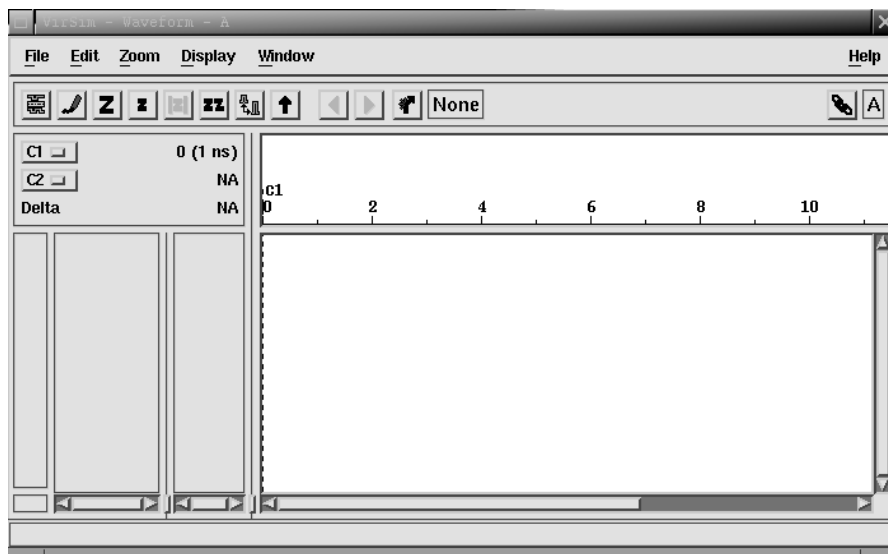 VirSim - Waveform - A
File Edit Zoom Display Window Help
Z z |z| zz None A
C1 0 (1 ns)
C2 NA
Delta NA
C1
0 2 4 6 8 10